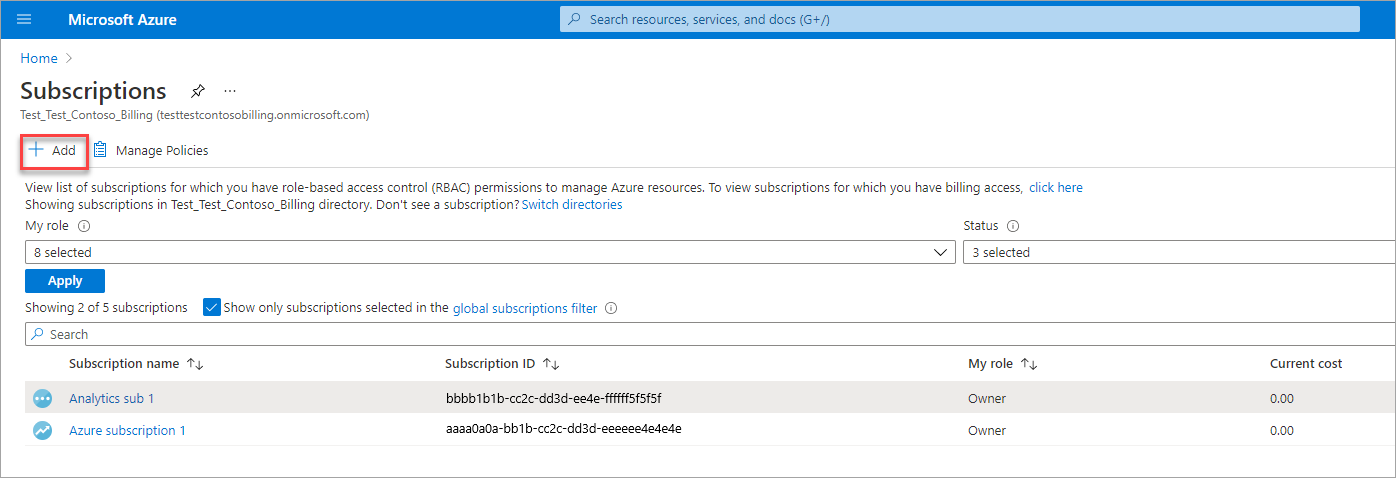 Microsoft Azure
Search resources, services, and docs (G+/)
Home
Subscriptions
Test_Test_Contoso_Billing (testtestcontosobilling.onmicrosoft.com)
Add Manage Policies
View list of subscriptions for which you have role-based access control (RBAC) permissions to manage Azure resources. To view subscriptions for which you have billing access, click here
Showing subscriptions in Test_Test_Contoso_Billing directory. Don't see a subscription? Switch directories
My role Status
8 selected 3 selected
Apply
Showing 2 of 5 subscriptions Show only subscriptions selected in the global subscriptions filter
Search
Subscription name Subscription ID My role Current cost
Analytics sub 1 bbbb1b1b-cc2c-dd3d-ee4e-ffffff5f5f5f Owner 0.00
Azure subscription 1 aaaa0a0a-bb1b-cc2c-dd3d-eeeeee4e4e4e Owner 0.00